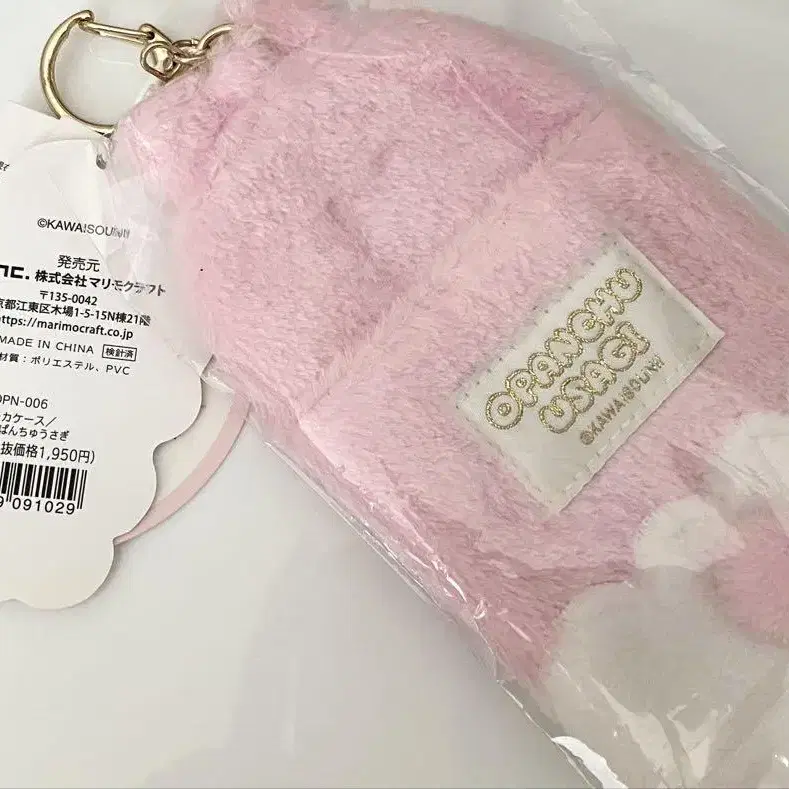 ©KAWAISOUNI!!
発売元
株式会社マリモクラフト
〒135-0042
京都江東区木場1-5-15N棟21階
https://marimocraft.co.jp
MADE IN CHINA 検針済
材質：ポリエステル、PVC
OPN-006
カケース／
ぱんちゅうさぎ
抜価格1,950円)
091029
OPANCHU
USAGI
©KAWAISOUNI!!